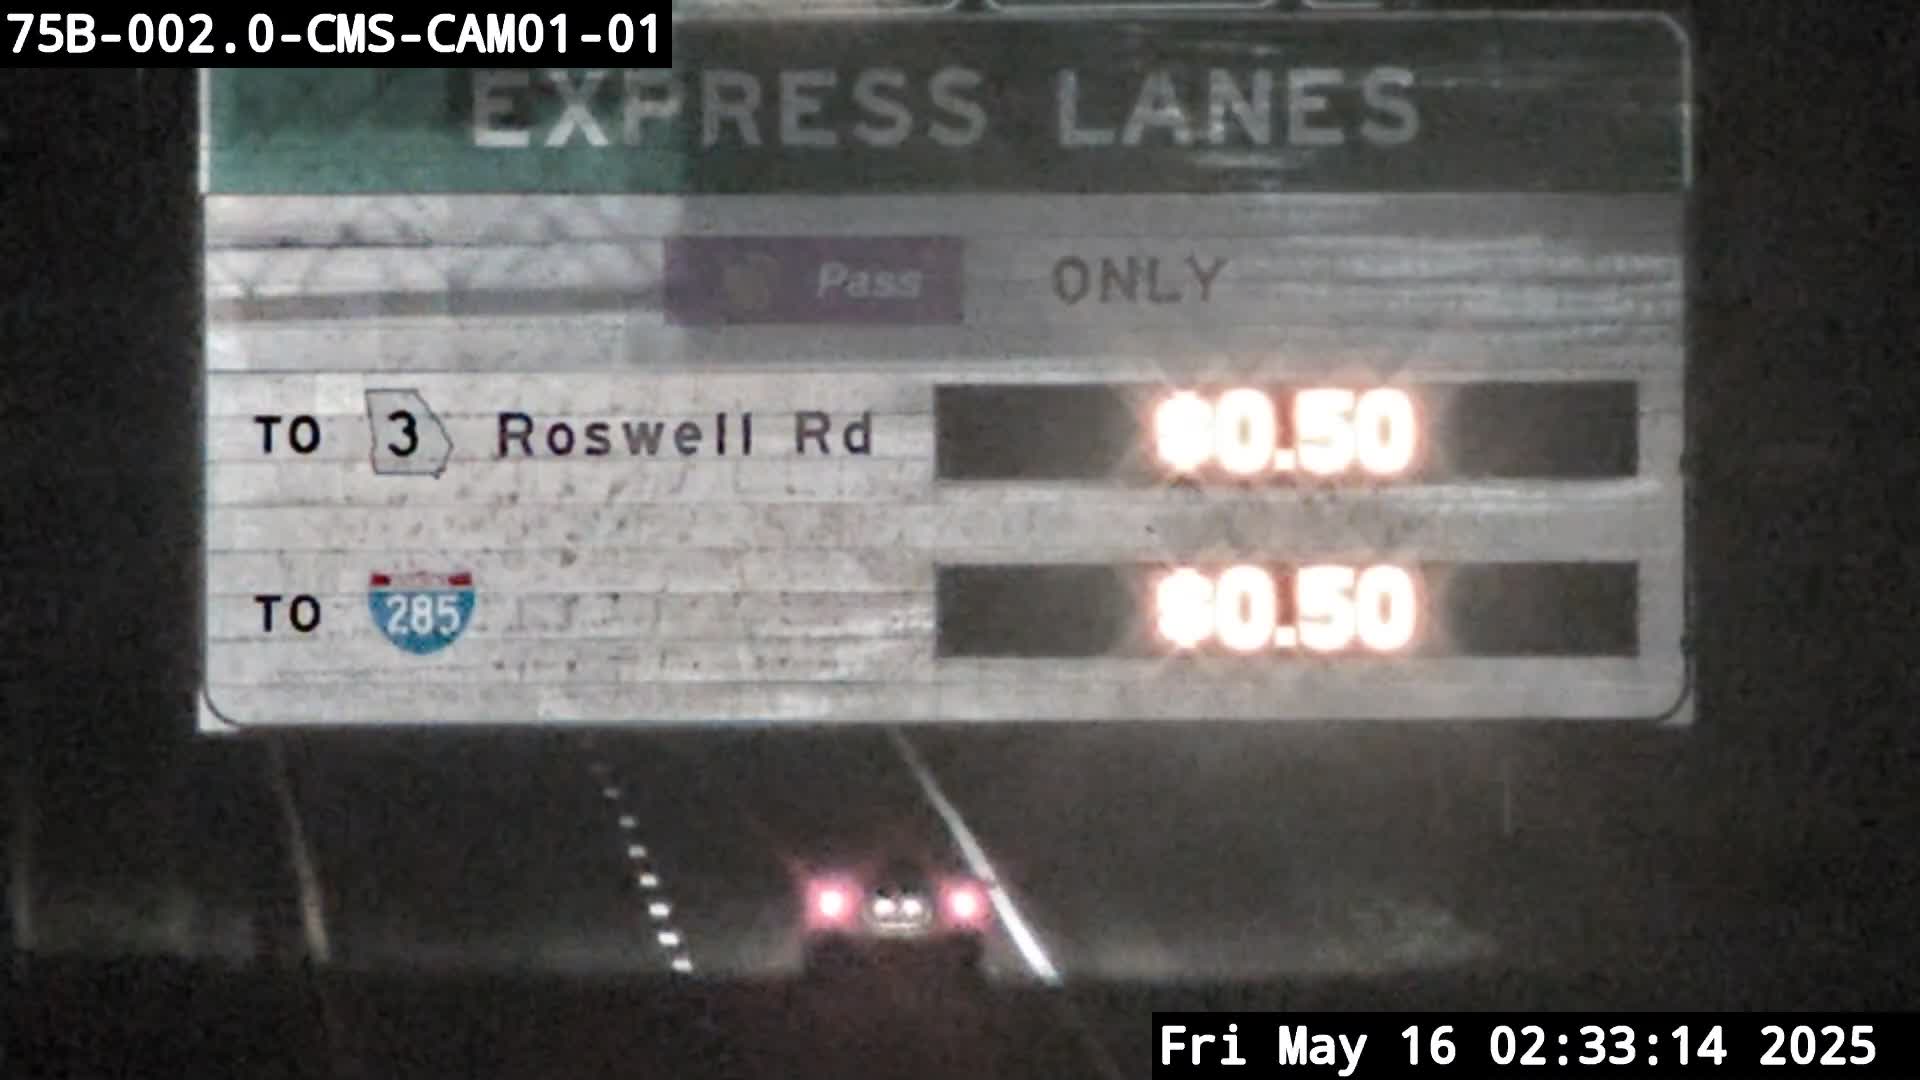 75B-002.0-CMS-CAM01-01
EXPRESS LANES
Pass ONLY
TO 3 Roswell Rd $0.50
TO 285 $0.50
Fri May 16 02:33:14 2025